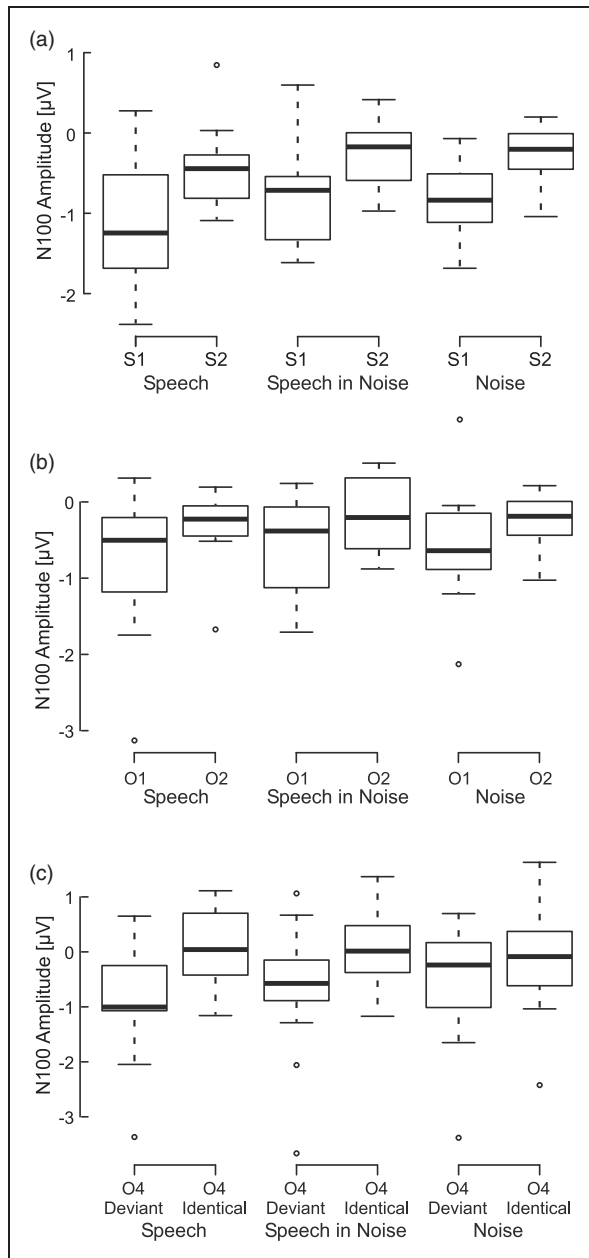 (a)
N100 Amplitude [µV]
1
0
-1
-2
S1 S2 S1 S2 S1 S2
Speech Speech in Noise Noise
(b)
N100 Amplitude [µV]
0
-1
-2
-3
O1 O2 O1 O2 O1 O2
Speech Speech in Noise Noise
(c)
N100 Amplitude [µV]
1
0
-1
-2
-3
O4 O4 O4 O4 O4 O4
Deviant Identical Deviant Identical Deviant Identical
Speech Speech in Noise Noise